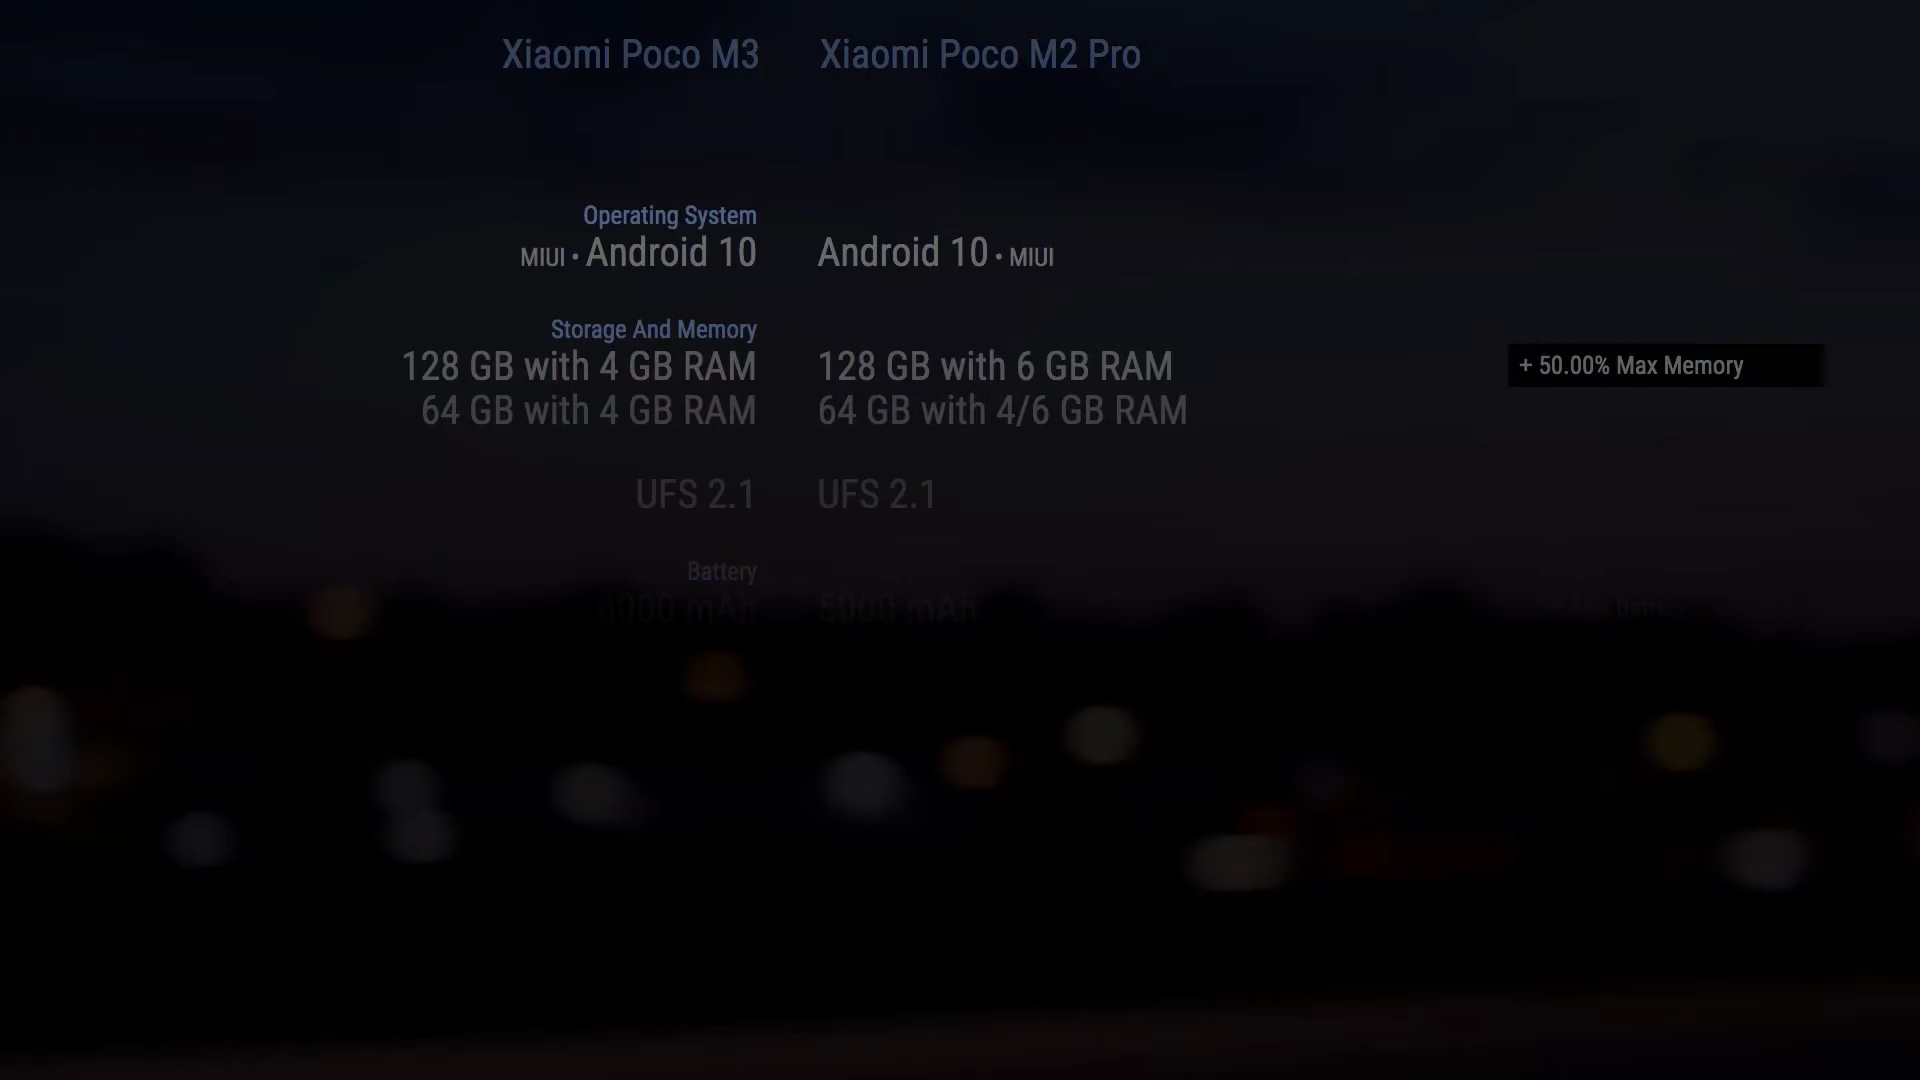 Xiaomi Poco M3 Xiaomi Poco M2 Pro
Operating System
MIUI • Android 10 Android 10 • MIUI
Storage And Memory
128 GB with 4 GB RAM 128 GB with 6 GB RAM + 50.00% Max Memory
64 GB with 4 GB RAM 64 GB with 4/6 GB RAM
UFS 2.1 UFS 2.1
Battery
6000 mAh 5000 mAh